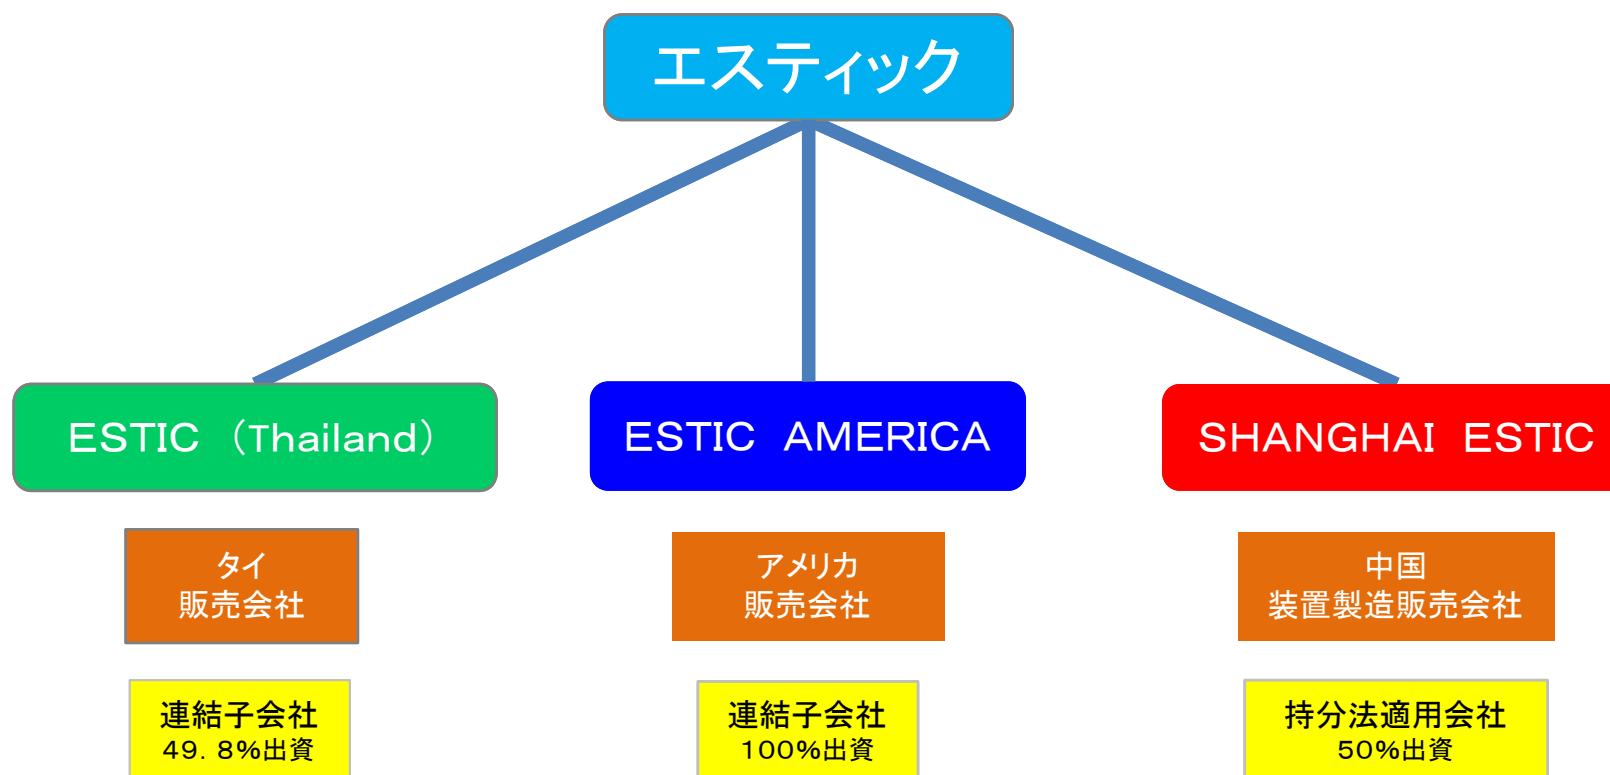 エスティック
ESTIC （Thailand）
ESTIC　AMERICA
SHANGHAI　ESTIC
タイ
販売会社
アメリカ
販売会社
中国
装置製造販売会社
連結子会社
49．8%出資
連結子会社
100%出資
持分法適用会社
50%出資